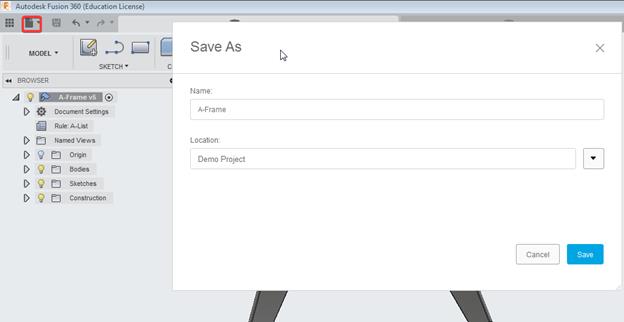 Autodesk Fusion 360 (Education License)
MODEL
SKETCH
BROWSER
A-Frame v5
Document Settings
Rule: A-List
Named Views
Origin
Bodies
Sketches
Construction
Save As
Name:
A-Frame
Location:
Demo Project
Cancel
Save